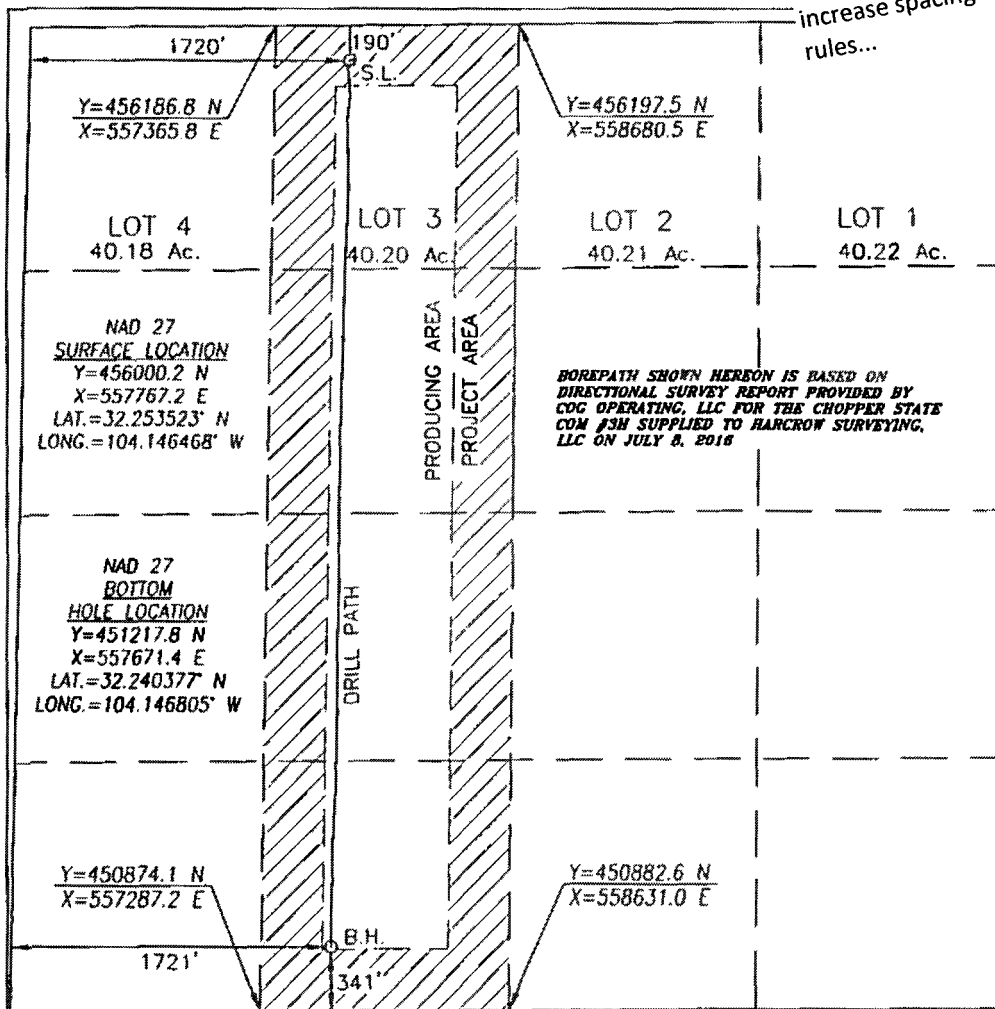 increase spacing
rules...
1720'
190'
S.L.
Y=456186.8 N
X=557365.8 E
Y=456197.5 N
X=558680.5 E
LOT 4
40.18 Ac.
LOT 3
40.20 Ac.
LOT 2
40.21 Ac.
LOT 1
40.22 Ac.
NAD 27
SURFACE LOCATION
Y=456000.2 N
X=557767.2 E
LAT.=32.253523° N
LONG.=104.146468° W
PRODUCING AREA
PROJECT AREA
BOREPATH SHOWN HEREON IS BASED ON
DIRECTIONAL SURVEY REPORT PROVIDED BY
COG OPERATING, LLC FOR THE CHOPPER STATE
COM #3H SUPPLIED TO HARCROW SURVEYING,
LLC ON JULY 8, 2016
NAD 27
BOTTOM
HOLE LOCATION
Y=451217.8 N
X=557671.4 E
LAT.=32.240377° N
LONG.=104.146805° W
DRILL PATH
Y=450874.1 N
X=557287.2 E
Y=450882.6 N
X=558631.0 E
B.H.
1721'
341'